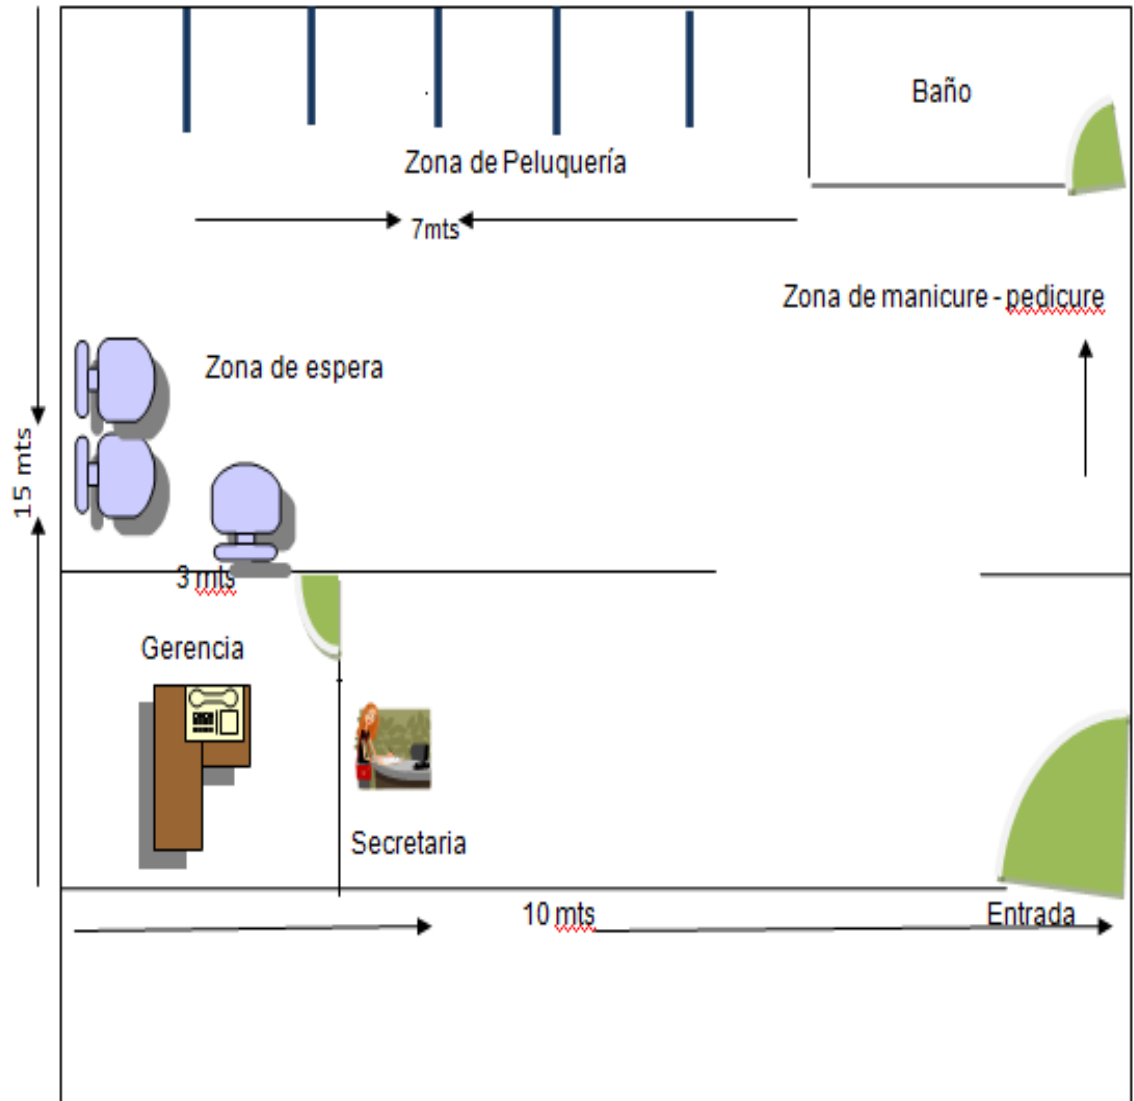 Baño
Zona de Peluquería
7mts
Zona de manicure - pedicure
Zona de espera
15 mts
3 mts
Gerencia
Secretaria
10 mts
Entrada